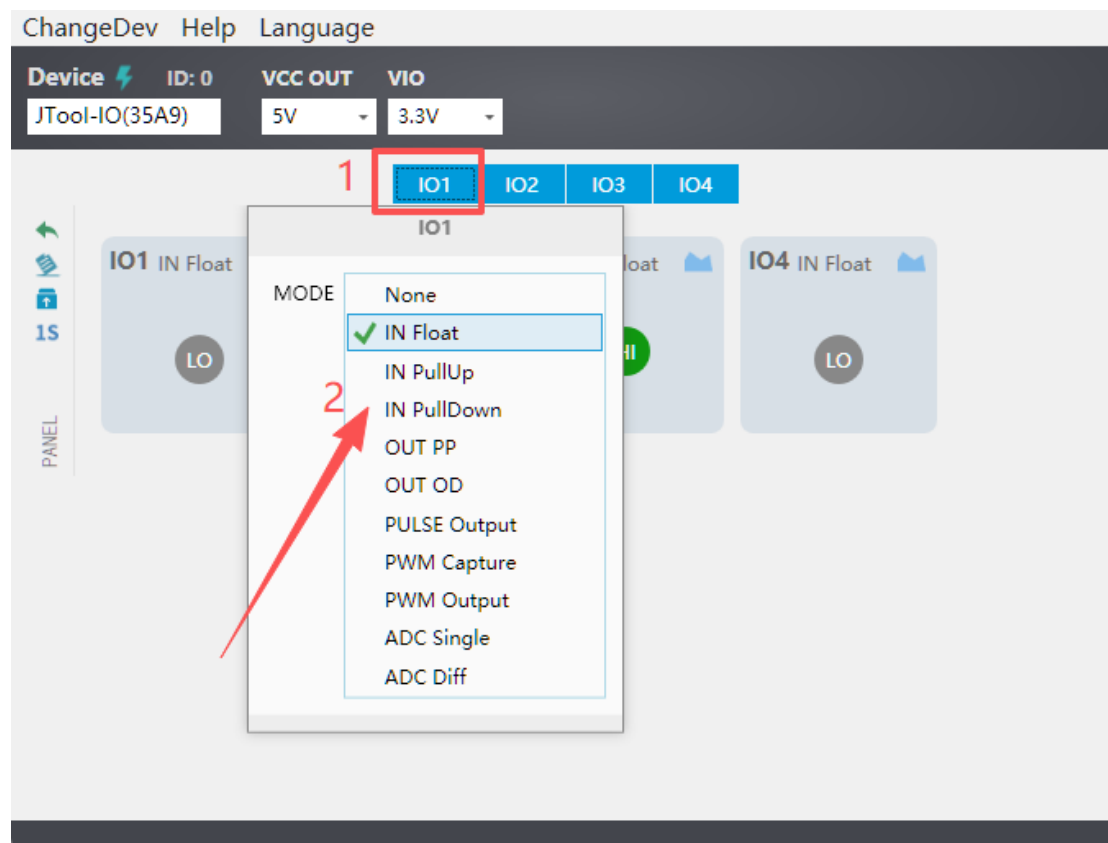 ChangeDev Help Language
Device ID: 0 VCC OUT VIO
JTool-IO(35A9) 5V 3.3V
1
IO1 IO2 IO3 IO4
IO1
IO1 IN Float
IO4 IN Float
MODE
None
IN Float
IN PullUp
IN PullDown
OUT PP
OUT OD
PULSE Output
PWM Capture
PWM Output
ADC Single
ADC Diff
2
1S
LO
LO
PANEL